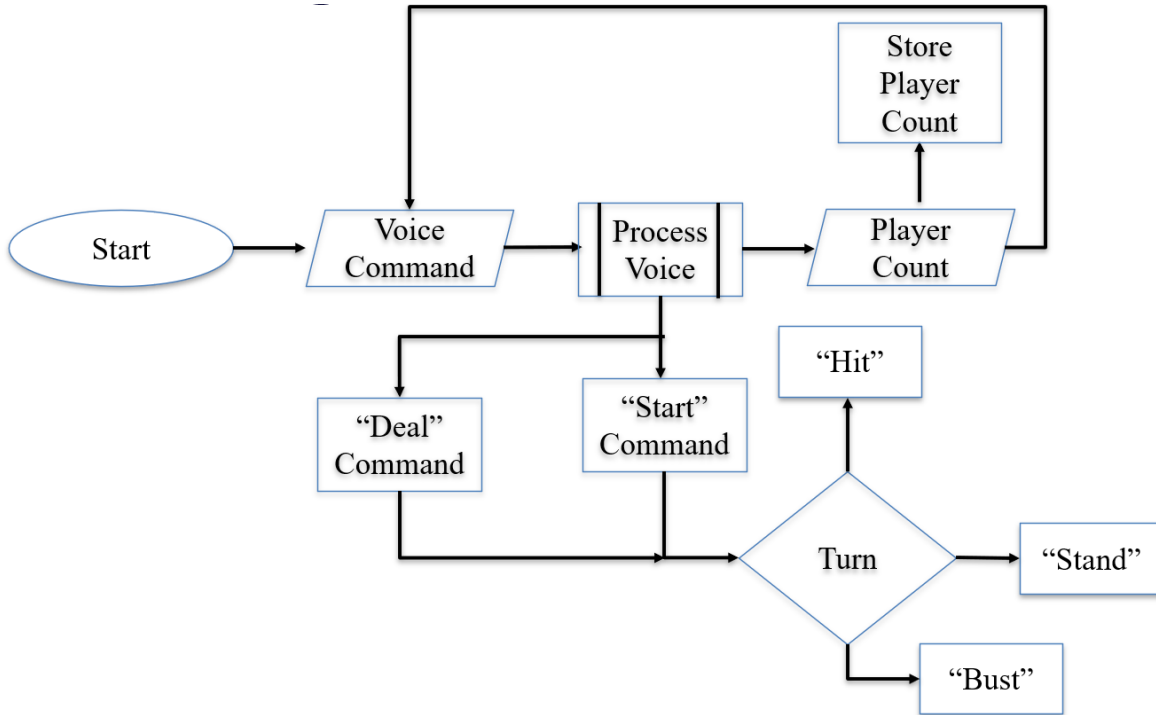 Store
Player
Count
Start
Voice
Command
Process
Voice
Player
Count
“Hit”
“Deal”
Command
“Start”
Command
Turn
“Stand”
“Bust”